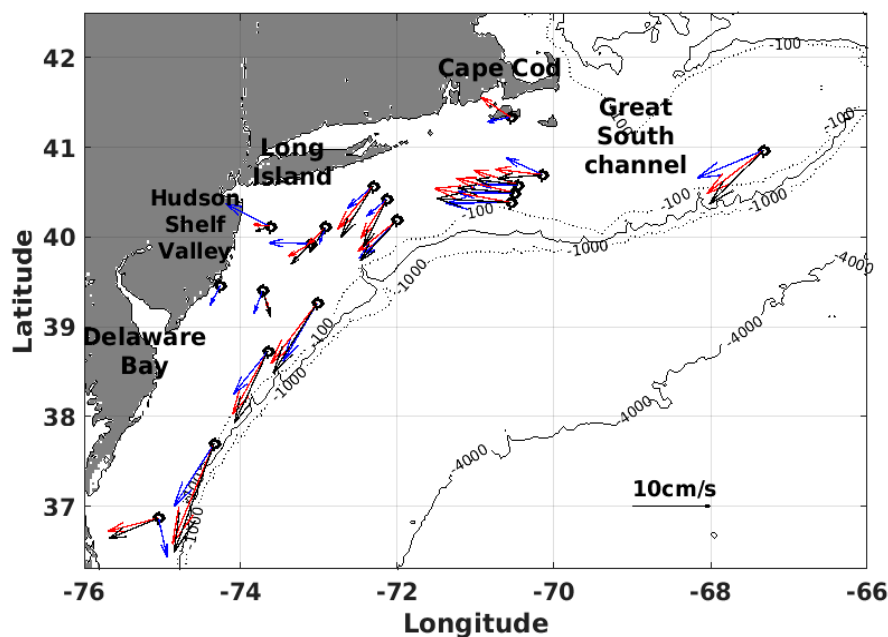 42
41
40
39
38
37
Latitude
Cape Cod
Great
South
channel
Long
Island
Hudson
Shelf
Valley
Delaware
Bay
-100
-100
-100
-100
-1000
-1000
-1000
-4000
-100
-1000
-4000
-4000
-4000
-1000
10cm/s
-76
-74
-72
-70
-68
-66
Longitude